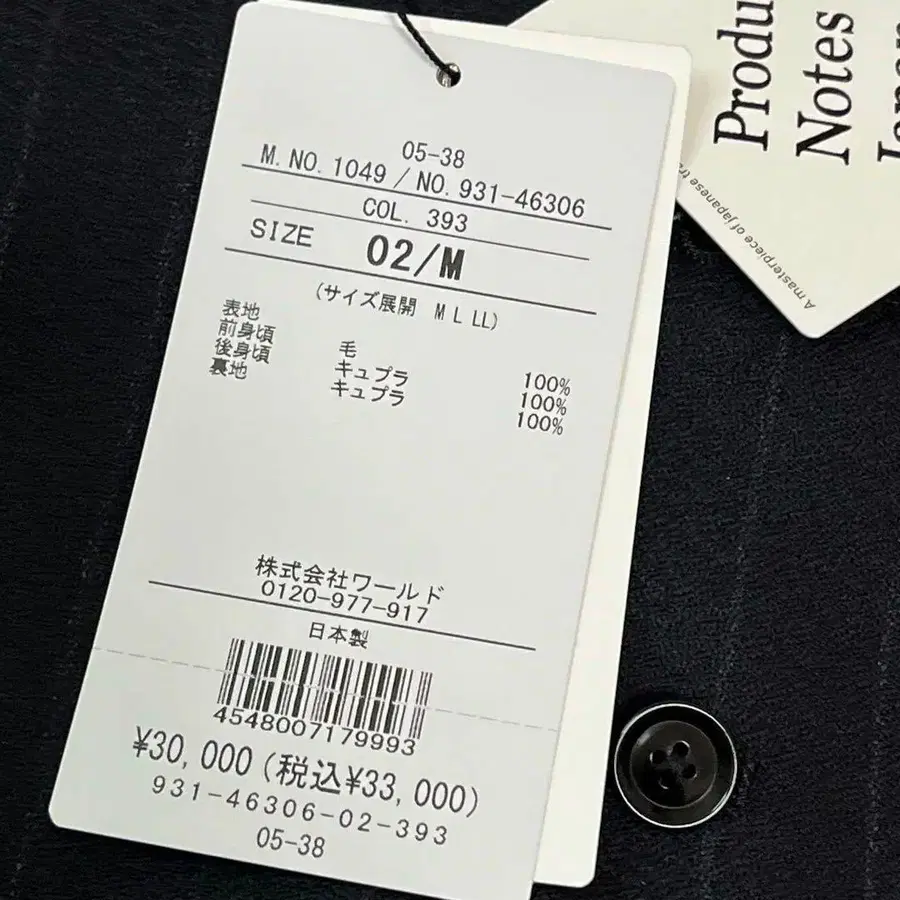 05-38
M. NO. 1049 / NO. 931-46306
COL. 393
SIZE 02/M
(サイズ展開 M L LL)
表地
前身頃 毛 100%
後身頃 キュプラ 100%
裏地 キュプラ 100%
株式会社ワールド
0120-977-917
日本製
4548007179993
¥30,000 (税込¥33,000)
931-46306-02-393
05-38
Notes
A masterpiece of Japanese